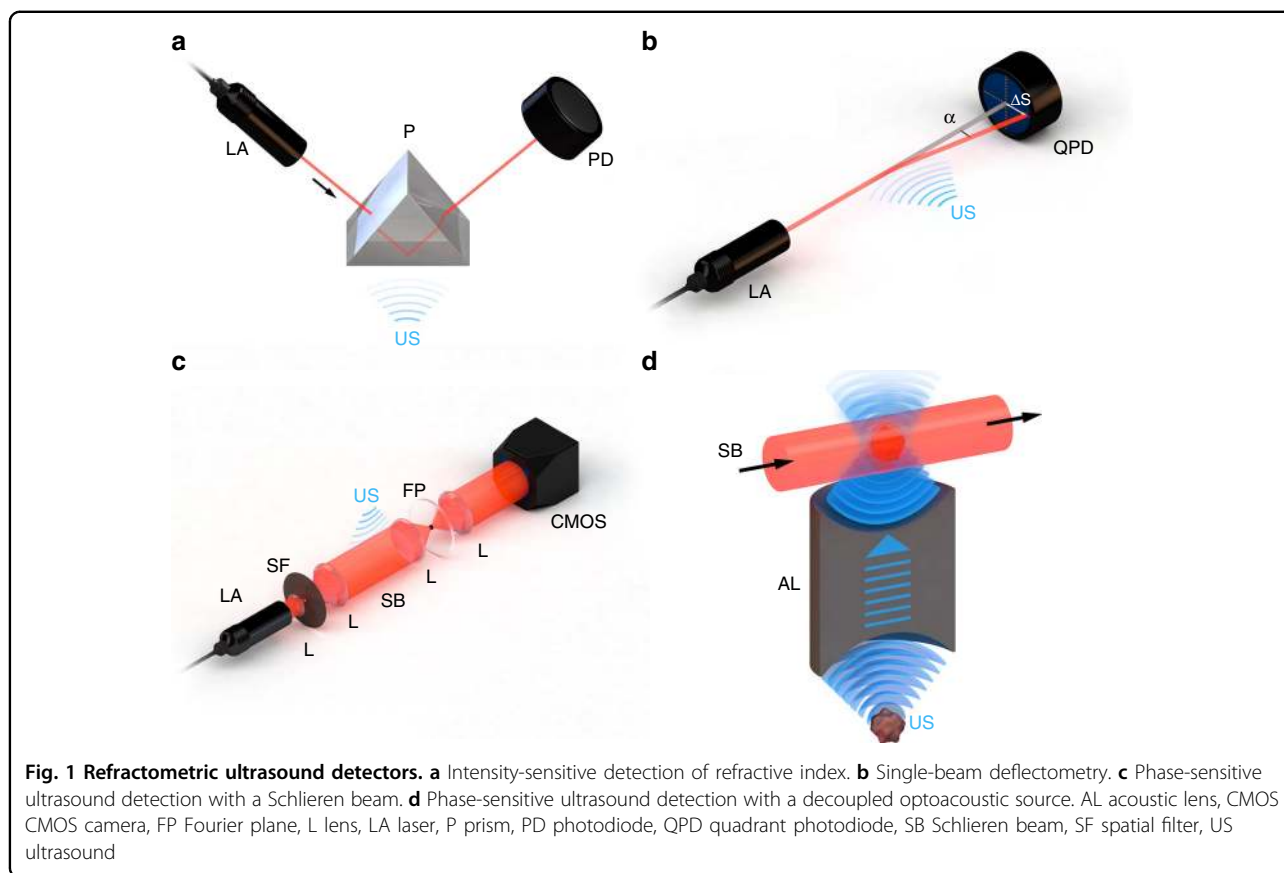 a
LA
P
PD
US
b
ΔS
α
QPD
US
LA
c
US
FP
CMOS
SF
L
LA
SB
L
L
L
d
SB
AL
US
Fig. 1 Refractometric ultrasound detectors. a Intensity-sensitive detection of refractive index. b Single-beam deflectometry. c Phase-sensitive
ultrasound detection with a Schlieren beam. d Phase-sensitive ultrasound detection with a decoupled optoacoustic source. AL acoustic lens, CMOS
CMOS camera, FP Fourier plane, L lens, LA laser, P prism, PD photodiode, QPD quadrant photodiode, SB Schlieren beam, SF spatial filter, US
ultrasound